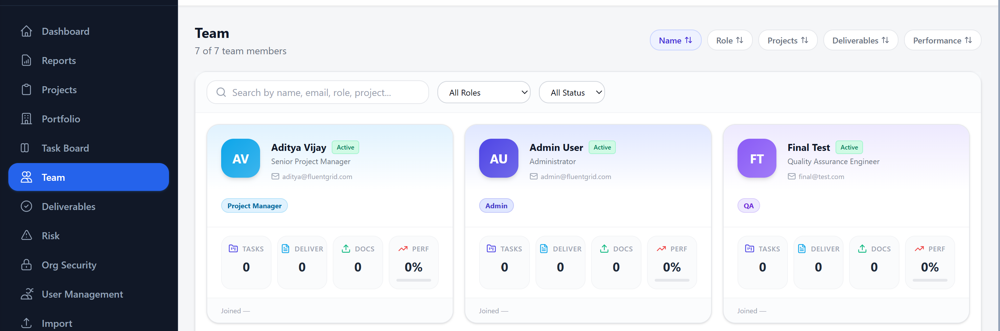 Dashboard
Reports
Projects
Portfolio
Task Board
Team
Deliverables
Risk
Org Security
User Management
Import
Team
7 of 7 team members
Name
Role
Projects
Deliverables
Performance
Search by name, email, role, project...
All Roles
All Status
AV
Aditya Vijay
Active
Senior Project Manager
aditya@fluentgrid.com
Project Manager
TASKS
0
DELIVER
0
DOCS
0
PERF
0%
Joined —
AU
Admin User
Active
Administrator
admin@fluentgrid.com
Admin
TASKS
0
DELIVER
0
DOCS
0
PERF
0%
Joined —
FT
Final Test
Active
Quality Assurance Engineer
final@test.com
QA
TASKS
0
DELIVER
0
DOCS
0
PERF
0%
Joined —